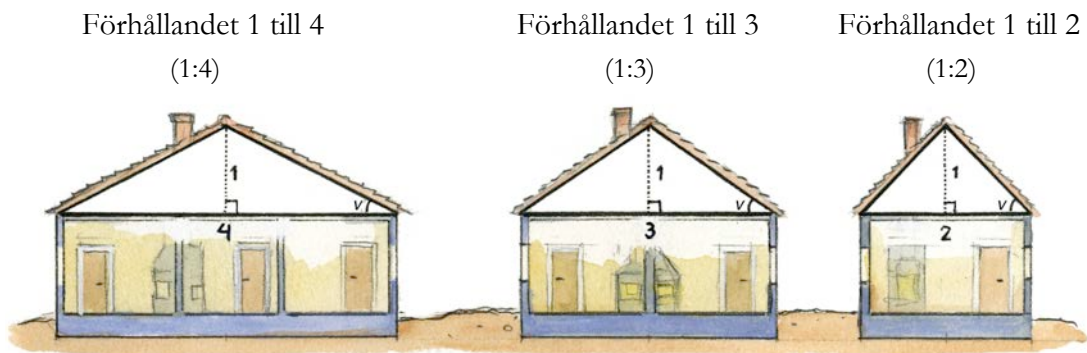 Förhållandet 1 till 4
(1:4)
Förhållandet 1 till 3
(1:3)
Förhållandet 1 till 2
(1:2)
1
v
4
1
v
3
1
v
2